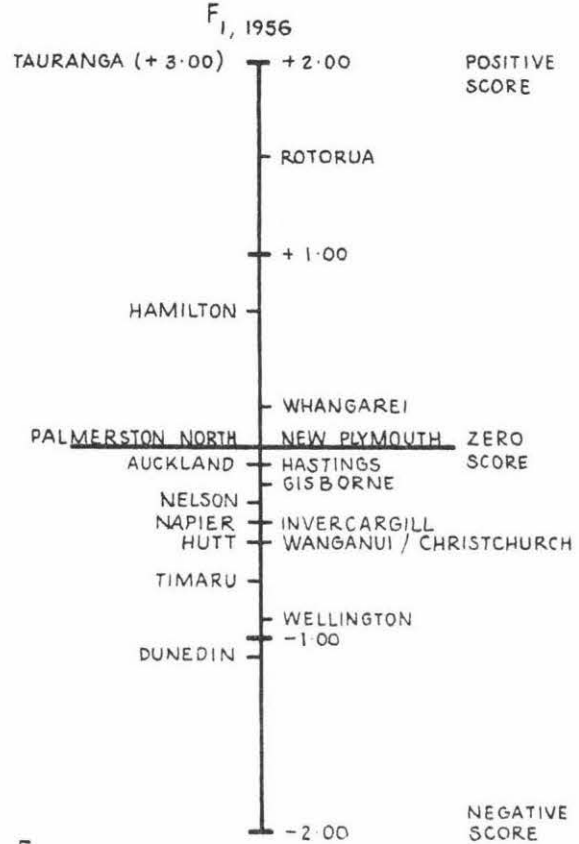 F1, 1956
TAURANGA (+ 3·00) + 2·00 POSITIVE
SCORE
ROTORUA
+ 1·00
HAMILTON
WHANGAREI
PALMERSTON NORTH NEW PLYMOUTH ZERO
AUCKLAND HASTINGS SCORE
GISBORNE
NELSON
NAPIER INVERCARGILL
HUTT WANGANUI / CHRISTCHURCH
TIMARU
WELLINGTON
-1·00
DUNEDIN
NEGATIVE
-2·00 SCORE